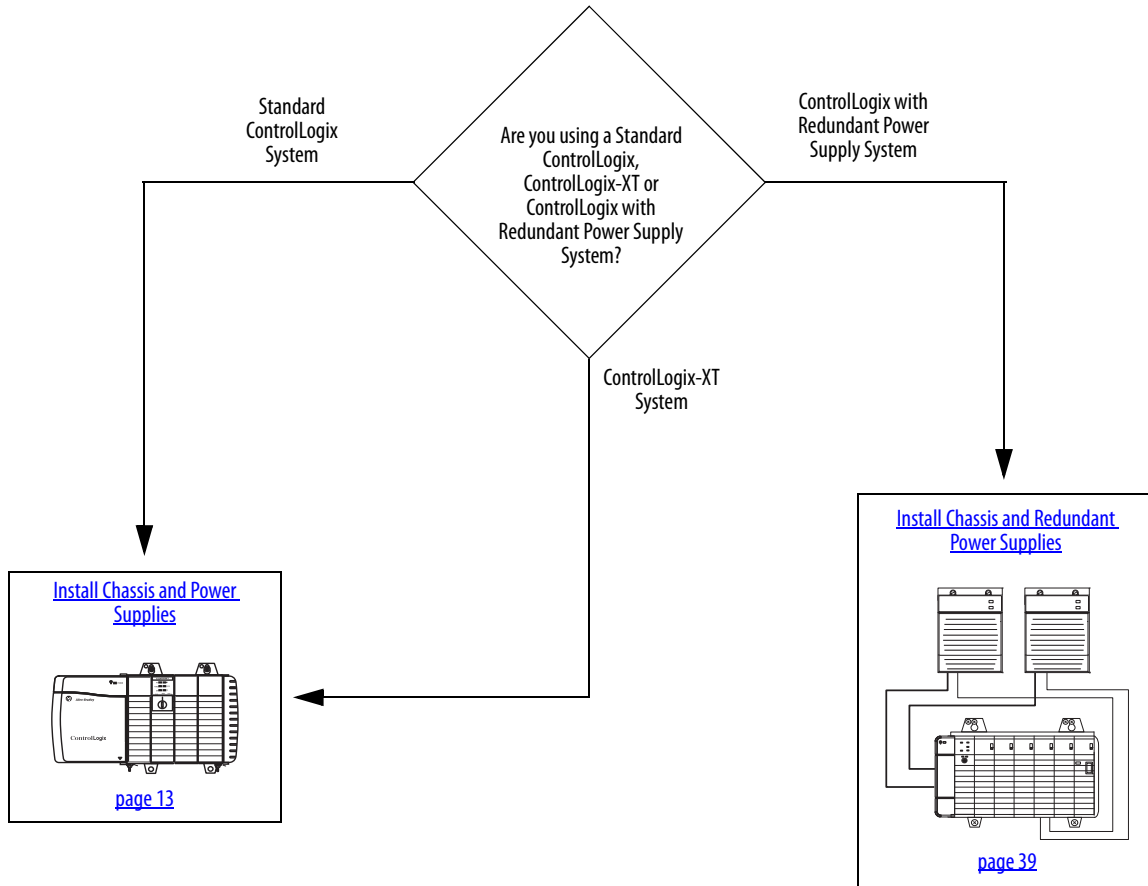 Standard
ControlLogix
System
Are you using a Standard
ControlLogix,
ControlLogix-XT or
ControlLogix with
Redundant Power Supply
System?
ControlLogix with
Redundant Power
Supply System
ControlLogix-XT
System
Install Chassis and Power
Supplies
Allen-Bradley
ControlLogix
page 13
Install Chassis and Redundant
Power Supplies
page 39